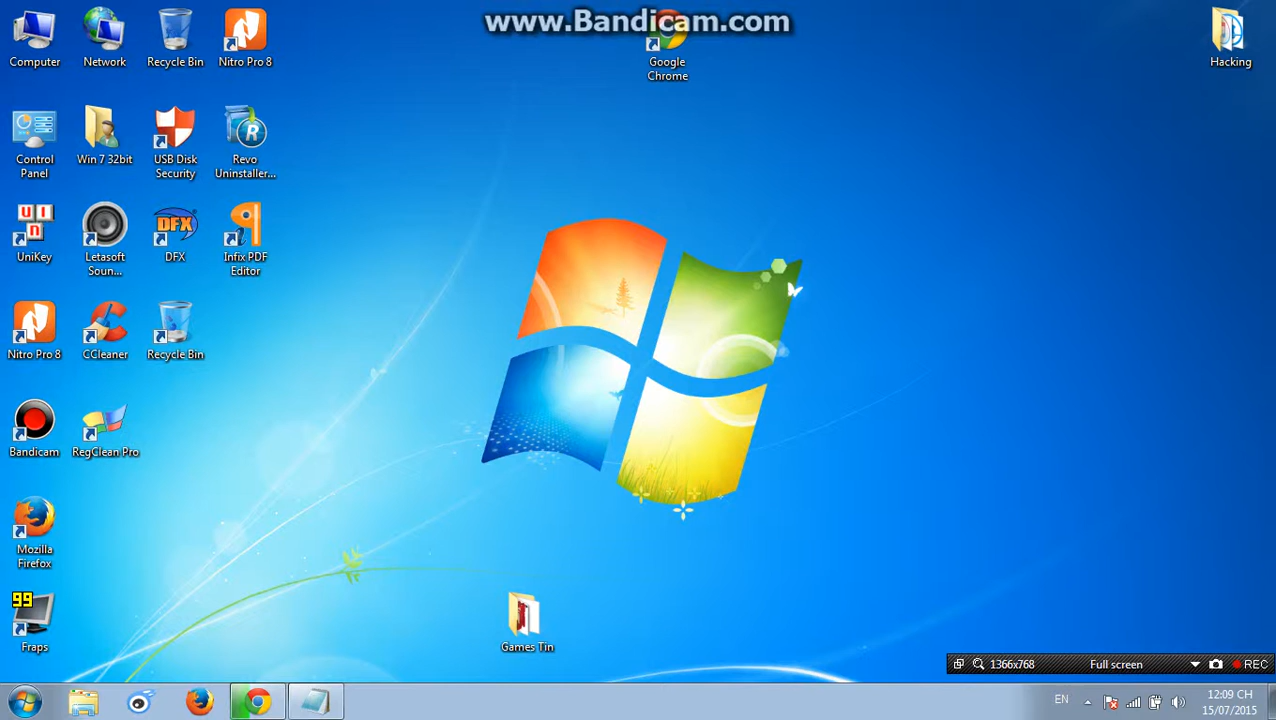 www.Bandicam.com
Computer
Network
Recycle Bin
Nitro Pro 8
Google
Chrome
Hacking
Control
Panel
Win 7 32bit
USB Disk
Security
R
Revo
Uninstaller...
U I
n
UniKey
Letasoft
Soun...
DFX
DFX
Infix PDF
Editor
Nitro Pro 8
CCleaner
Recycle Bin
Bandicam
RegClean Pro
Mozilla
Firefox
99
Fraps
Games Tin
1366x768
Full screen
REC
EN
12:09 CH
15/07/2015